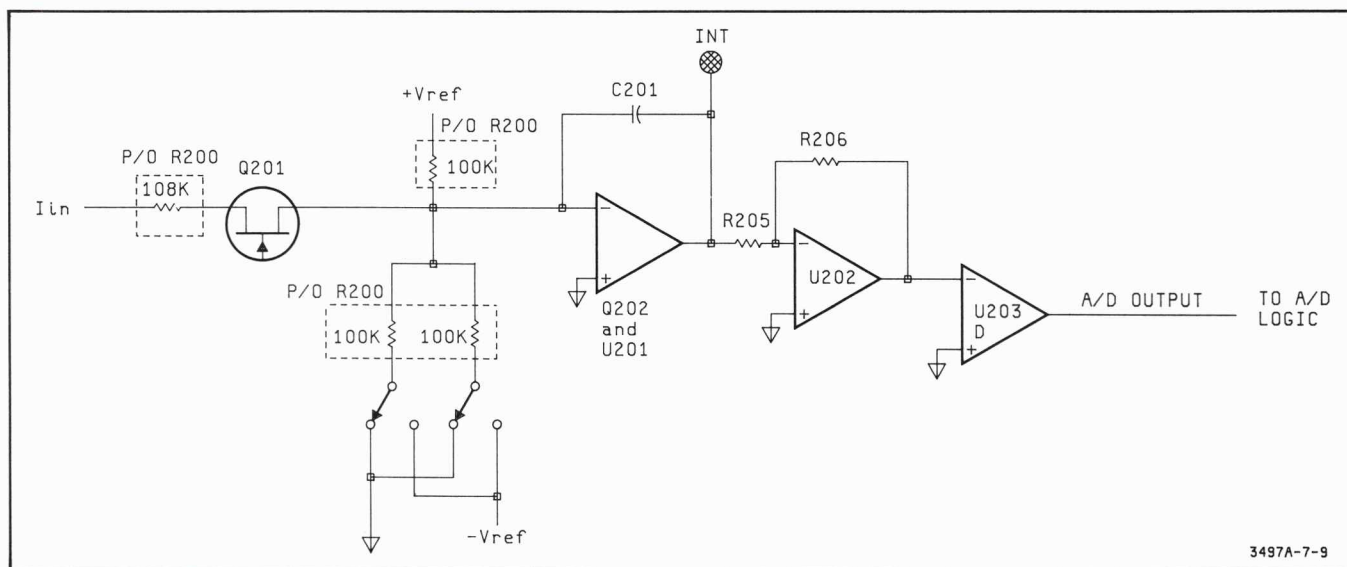 INT
C201
+Vref
P/O R200
100K
P/O R200
108K
Q201
Iin
R206
R205
-
+
Q202
and
U201
-
U202
+
-
U203
D
+
A/D OUTPUT
TO A/D
LOGIC
P/O R200
100K
100K
-Vref
3497A-7-9